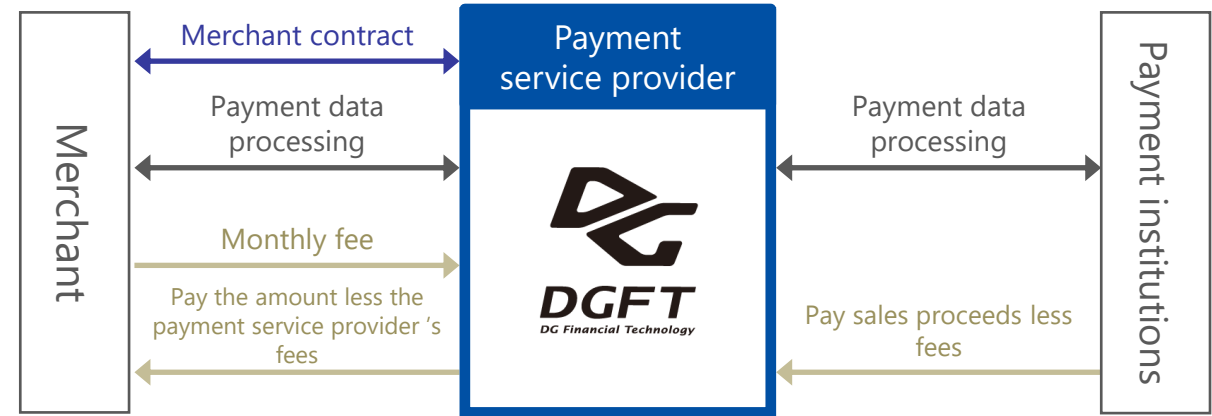 Merchant
Merchant contract
Payment data
processing
Monthly fee
Pay the amount less the
payment service provider 's
fees
Payment
service provider
DG
DGFT
DG Financial Technology
Payment data
processing
Pay sales proceeds less
fees
Payment institutions